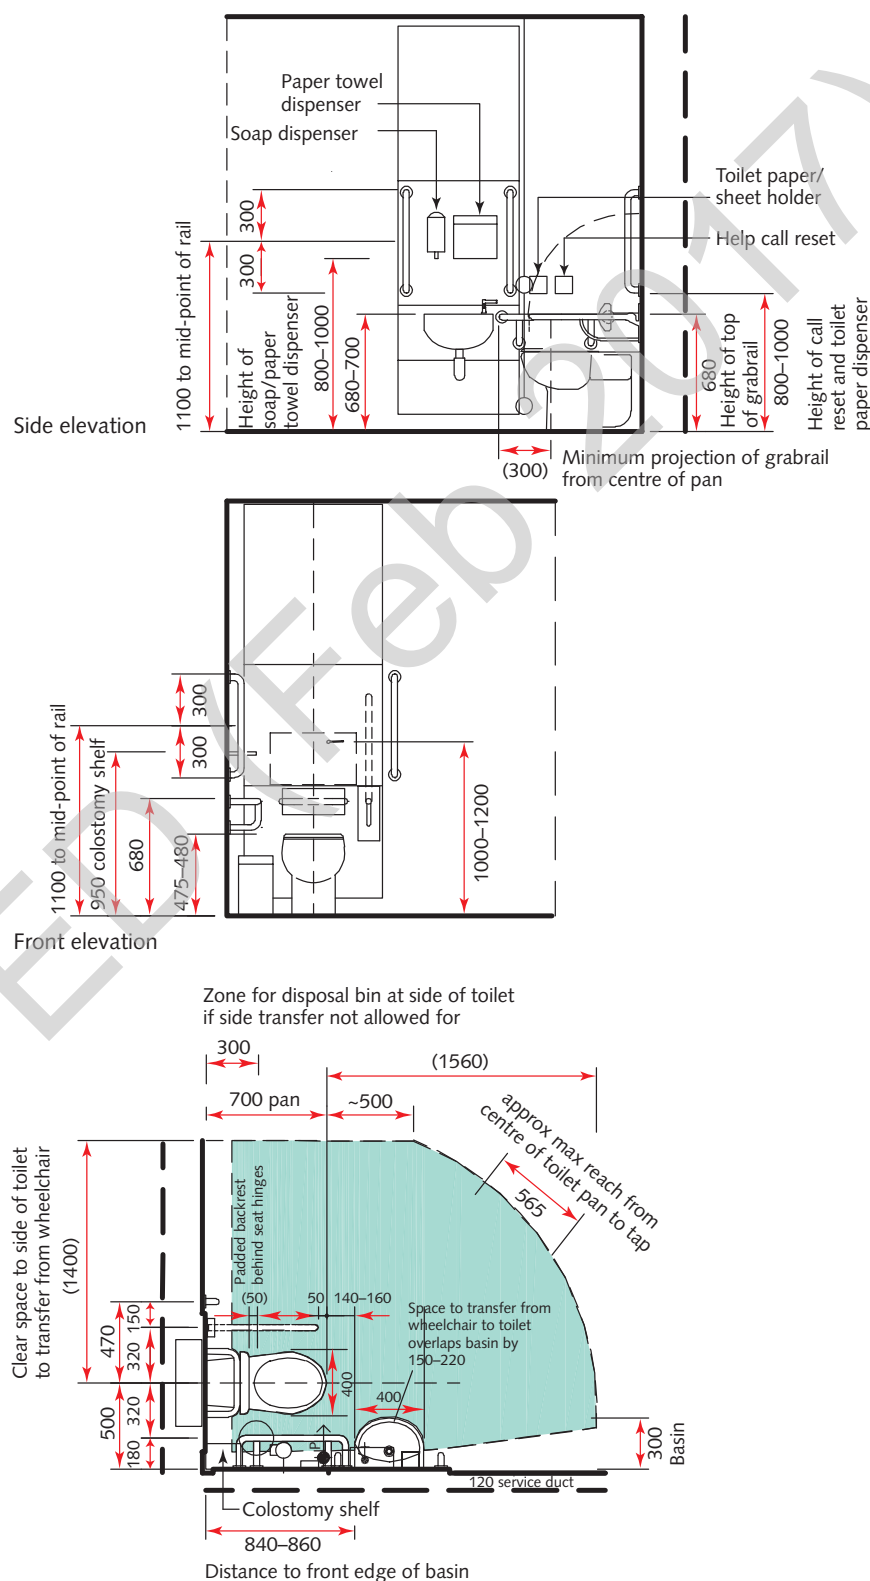 Paper towel
dispenser
Soap dispenser
Toilet paper/
sheet holder
Help call reset
300
300
1100 to mid-point of rail
Height of
soap/paper
towel dispenser
800–1000
680–700
680
Height of top
of grabrail
800–1000
Height of call
reset and toilet
paper dispenser
Side elevation
(300)
Minimum projection of grabrail
from centre of pan
300
300
1100 to mid-point of rail
950 colostomy shelf
680
475–480
1000–1200
Front elevation
Zone for disposal bin at side of toilet
if side transfer not allowed for
300
(1560)
700 pan
~500
approx max reach from
centre of toilet pan to tap
565
Clear space to side of toilet
to transfer from wheelchair
(1400)
Padded backrest
behind seat hinges
(50)
50
140–160
Space to transfer from
wheelchair to toilet
overlaps basin by
150–220
470
150
320
400
400
500
320
180
P
300
Basin
120 service duct
Colostomy shelf
840–860
Distance to front edge of basin
ED (Feb 2017)